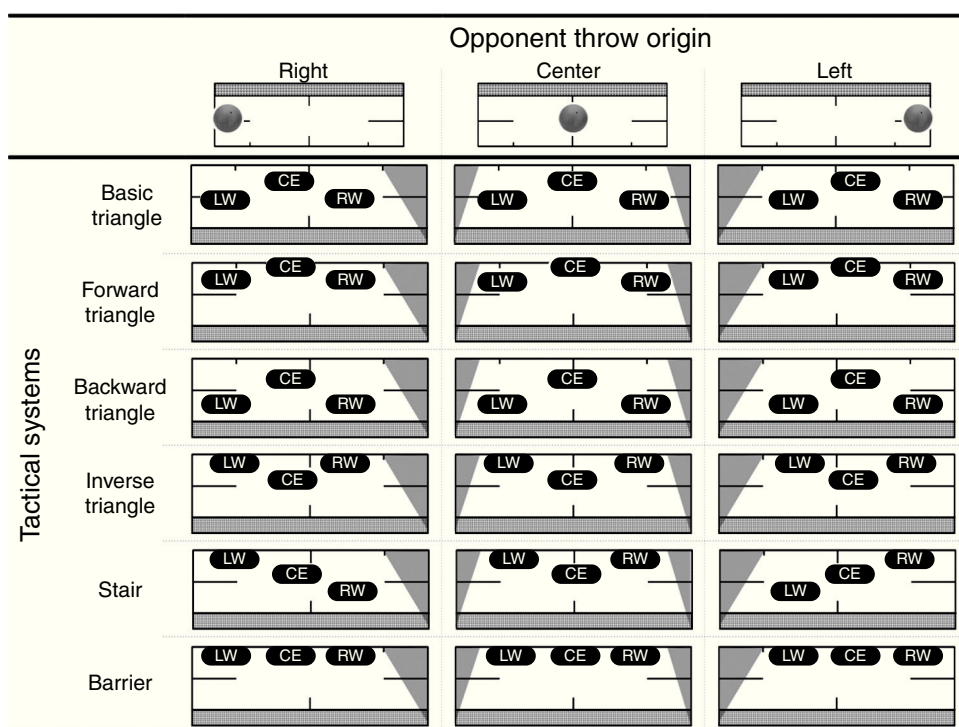 Opponent throw origin
Right Center Left
Tactical systems
Basic
triangle
CE CE CE
LW RW LW RW LW RW
Forward
triangle
CE CE CE
LW RW LW RW LW RW
Backward
triangle
CE CE CE
LW RW LW RW LW RW
Inverse
triangle
LW RW LW RW LW RW
CE CE CE
Stair
LW LW RW RW
CE CE CE
RW LW
Barrier
LW CE RW LW CE RW LW CE RW